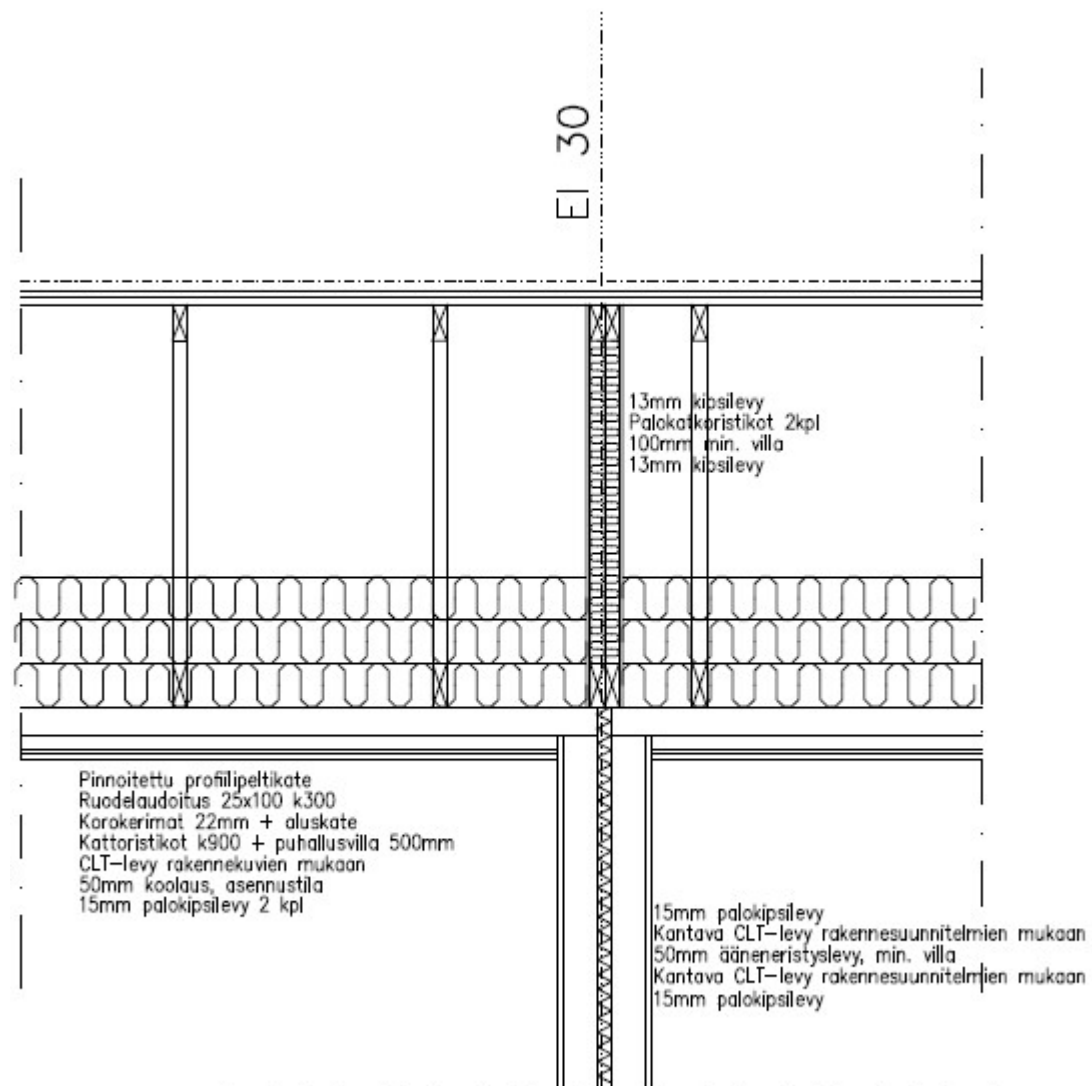 EI 30
13mm kipsilevy
Palokatkoristikot 2kpl
100mm min. villa
13mm kipsilevy
Pinnoitettu profiilipeltikate
Ruodelaudoitus 25x100 k300
Korokerimat 22mm + aluskate
Kattoristikot k900 + puhallusvilla 500mm
CLT-levy rakennekuvien mukaan
50mm koolaus, asennustila
15mm palokipsilevy 2 kpl
15mm palokipsilevy
Kantava CLT-levy rakennesuunnitelmien mukaan
50mm ääneneristyslevy, min. villa
Kantava CLT-levy rakennesuunnitelmien mukaan
15mm palokipsilevy